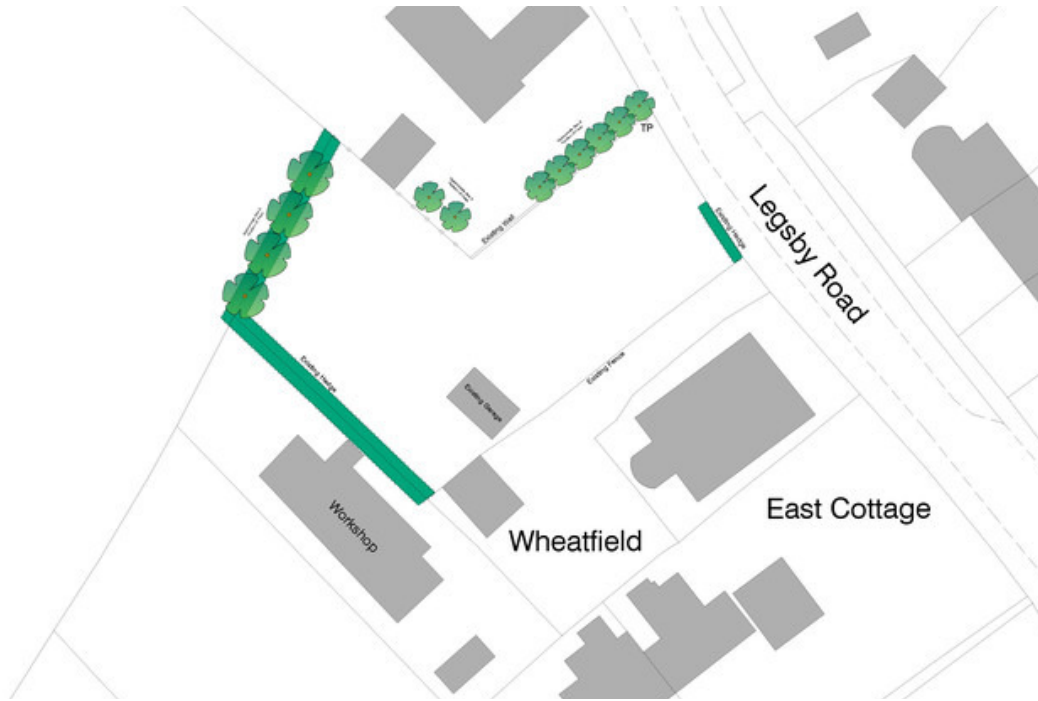 TP
Existing Wall
Existing Hedge
Legsby Road
Existing Hedge
Existing Fence
Existing Garage
Workshop
Wheatfield
East Cottage